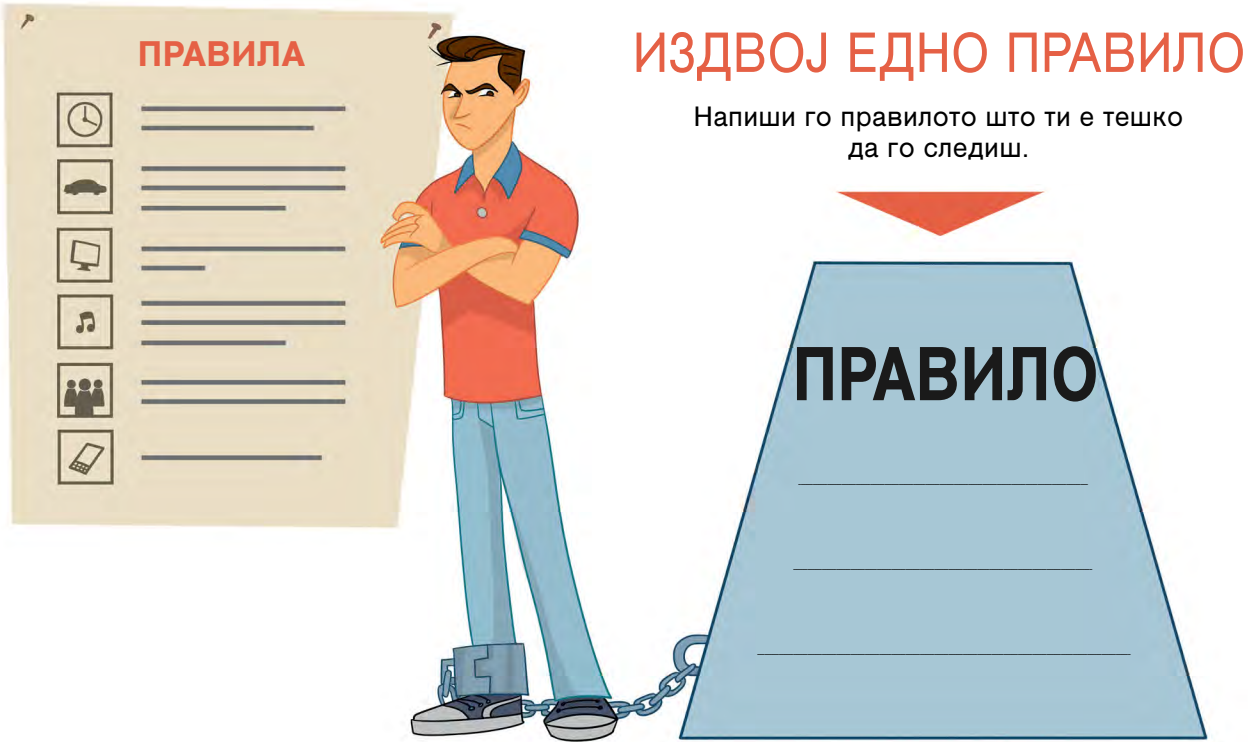 ПРАВИЛА
ИЗДВОЈ ЕДНО ПРАВИЛО
Напиши го правилото што ти е тешко
да го следиш.
ПРАВИЛО